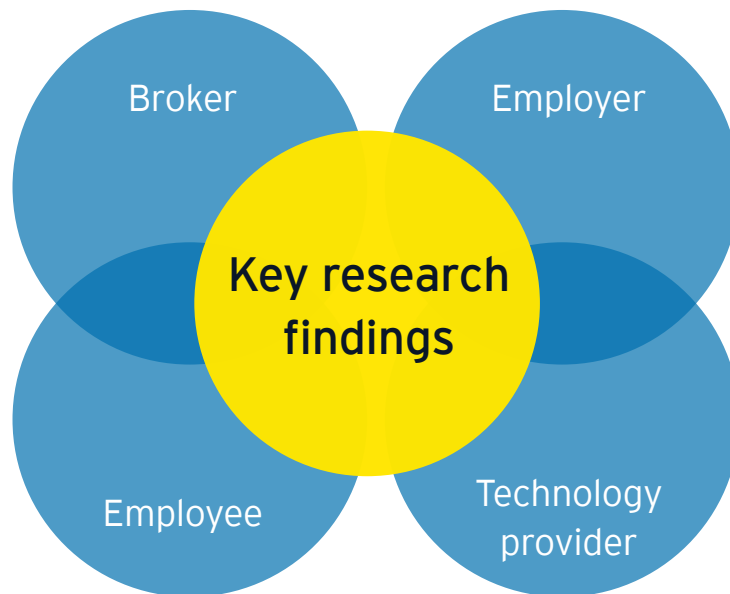 Broker
Employer
Key research
findings
Employee
Technology
provider